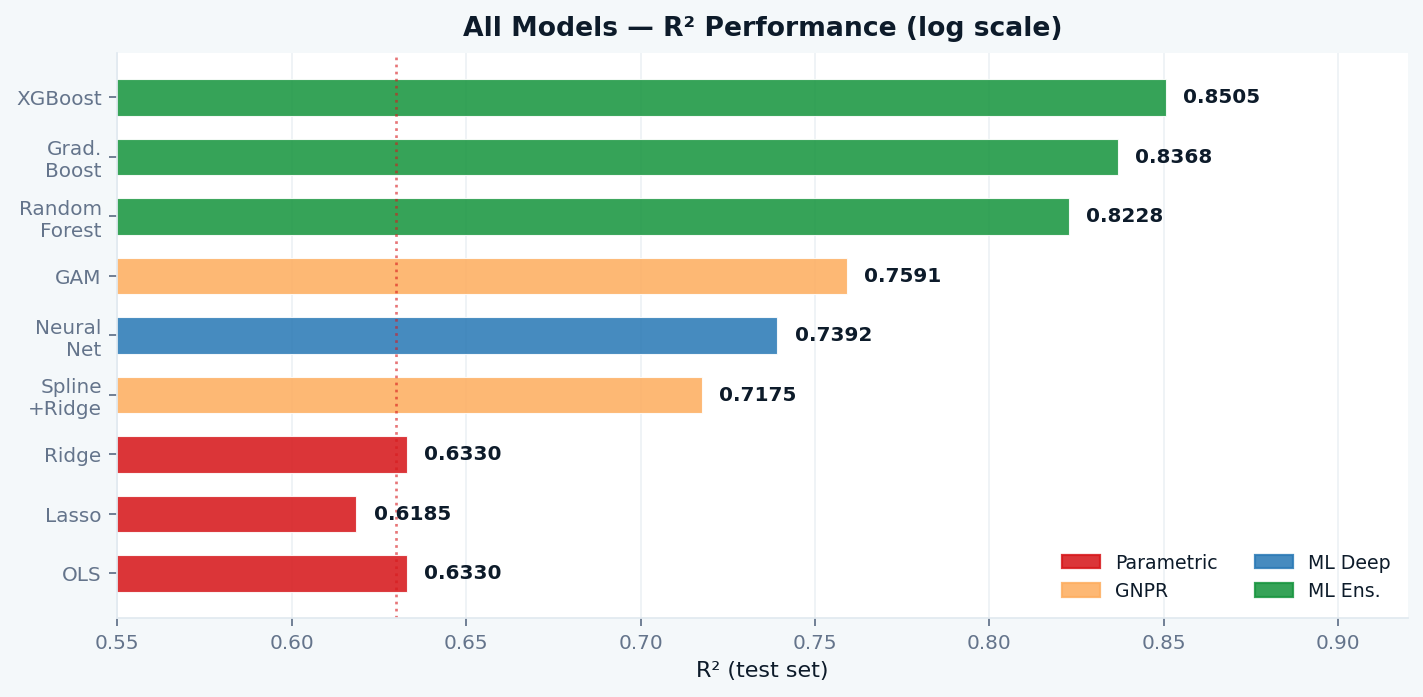 All Models — R² Performance (log scale)
XGBoost
0.8505
Grad.
Boost
0.8368
Random
Forest
0.8228
GAM
0.7591
Neural
Net
0.7392
Spline
+Ridge
0.7175
Ridge
0.6330
Lasso
0.6185
OLS
0.6330
Parametric
GNPR
ML Deep
ML Ens.
0.55 0.60 0.65 0.70 0.75 0.80 0.85 0.90
R² (test set)